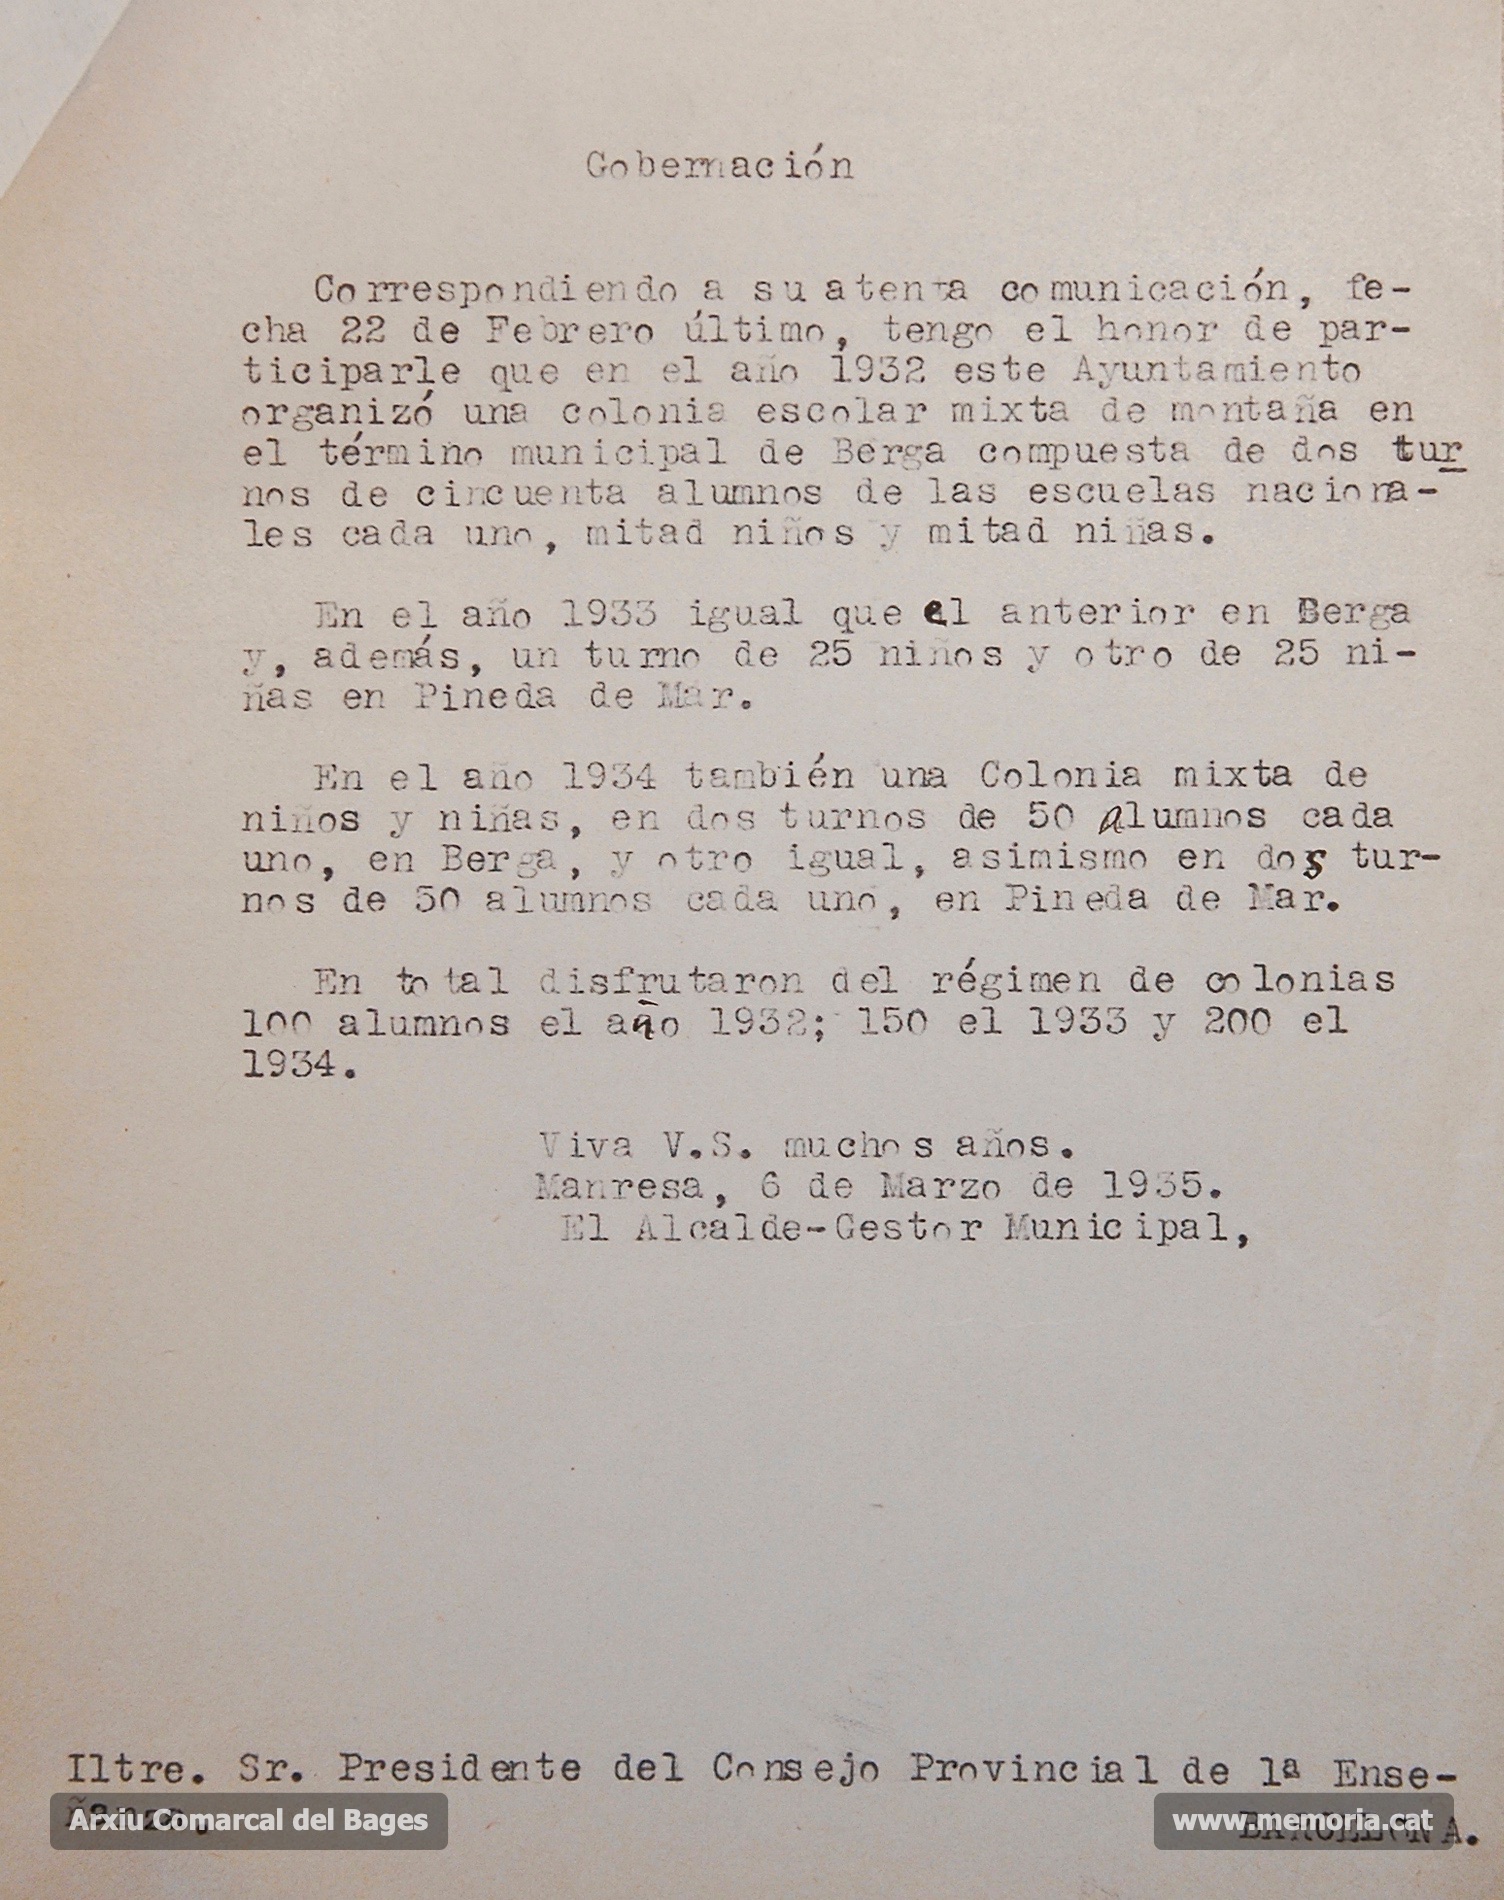 Gobernación
Correspondiendo a su atenta comunicación, fe-
cha 22 de Febrero último, tengo el honor de par-
ticiparle que en el año 1932 este Ayuntamiento
organizó una colonia escolar mixta de montaña en
el término municipal de Berga compuesta de dos tur
nos de cincuenta alumnos de las escuelas naciona-
les cada uno, mitad niños y mitad niñas.
En el año 1933 igual que el anterior en Berga
y, además, un turno de 25 niños y otro de 25 ni-
ñas en Pineda de Mar.
En el año 1934 también una Colonia mixta de
niños y niñas, en dos turnos de 50 alumnos cada
uno, en Berga, y otro igual, asimismo en dos tur-
nos de 50 alumnos cada uno, en Pineda de Mar.
En total disfrutaron del régimen de colonias
100 alumnos el año 1932; 150 el 1933 y 200 el
1934.
Viva V.S. muchos años.
Manresa, 6 de Marzo de 1935.
El Alcalde-Gestor Municipal,
Iltre. Sr. Presidente del Consejo Provincial de 1ª Ense-
ñanza. BARCELONA.
Arxiu Comarcal del Bages
www.memoria.cat